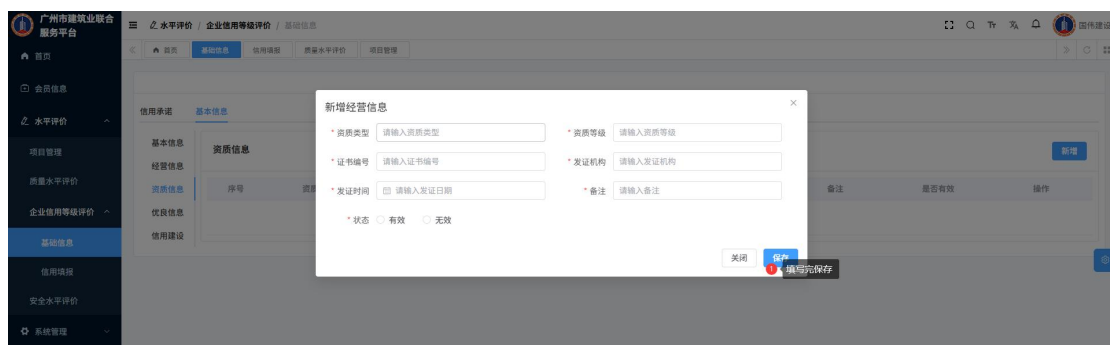 广州市建筑业联合
服务平台
水平评价 / 企业信用等级评价 / 基础信息
国伟建设
首页
首页 基础信息 信用填报 质量水平评价 项目管理
会员信息
水平评价
项目管理
质量水平评价
企业信用等级评价
基础信息
信用填报
安全水平评价
系统管理
信用承诺 基本信息
基本信息
经营信息
资质信息
优良信息
信用建设
资质信息
新增
序号
备注 是否有效 操作
新增经营信息
* 资质类型 请输入资质类型 * 资质等级 请输入资质等级
* 证书编号 请输入证书编号 * 发证机构 请输入发证机构
* 发证时间 请输入发证日期 * 备注 请输入备注
* 状态 有效 无效
关闭 保存
1 填写完保存